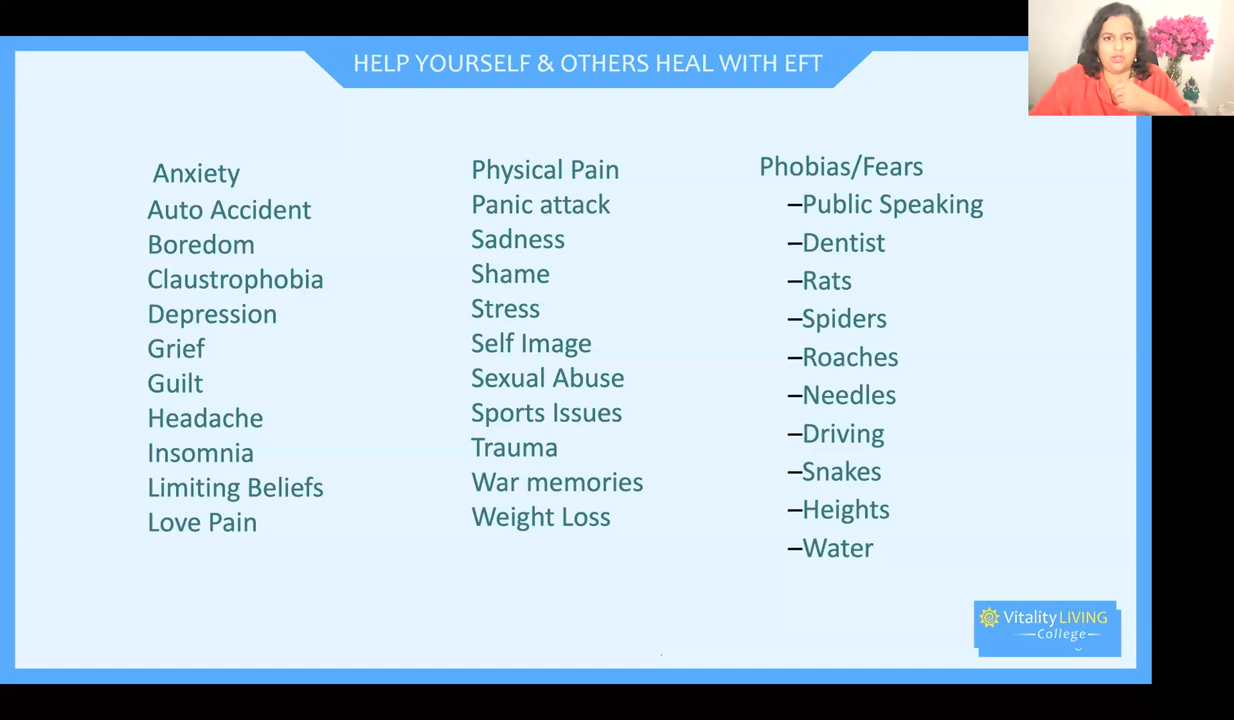 HELP YOURSELF & OTHERS HEAL WITH EFT
Anxiety
Auto Accident
Boredom
Claustrophobia
Depression
Grief
Guilt
Headache
Insomnia
Limiting Beliefs
Love Pain
Physical Pain
Panic attack
Sadness
Shame
Stress
Self Image
Sexual Abuse
Sports Issues
Trauma
War memories
Weight Loss
Phobias/Fears
–Public Speaking
–Dentist
–Rats
–Spiders
–Roaches
–Needles
–Driving
–Snakes
–Heights
–Water
Vitality LIVING
College